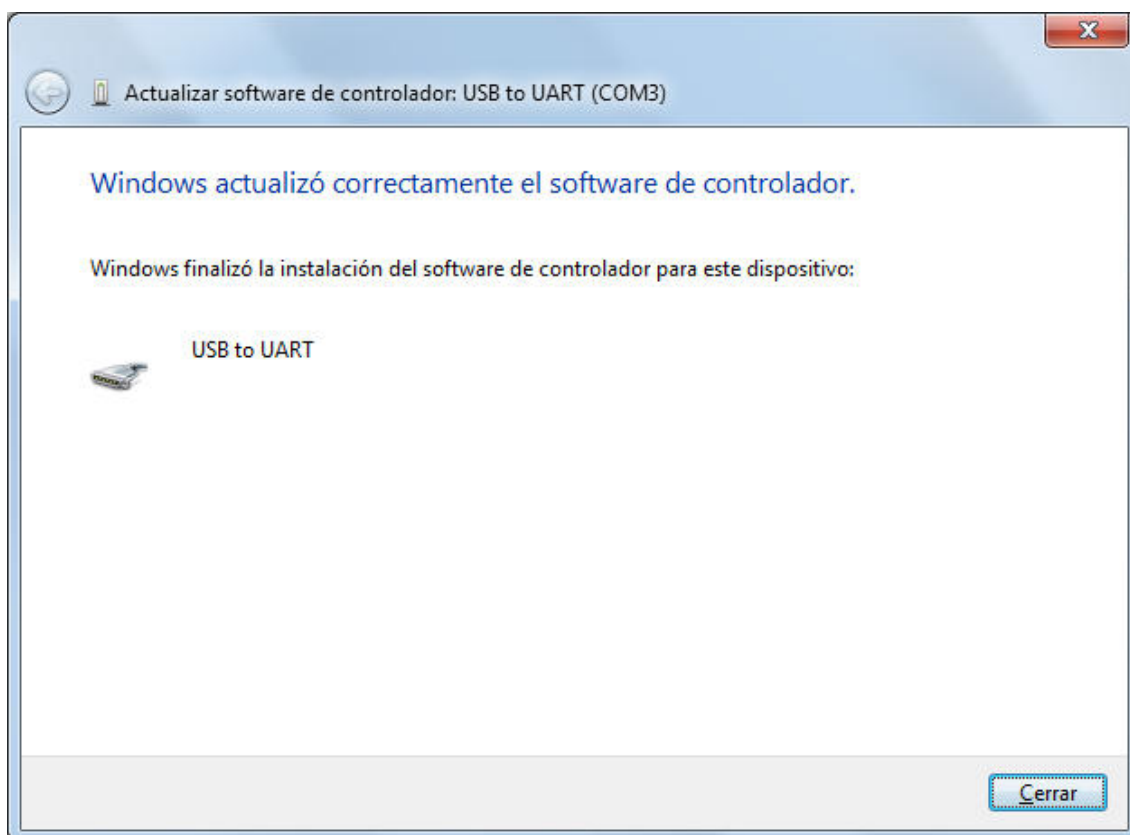 Actualizar software de controlador: USB to UART (COM3)
Windows actualizó correctamente el software de controlador.
Windows finalizó la instalación del software de controlador para este dispositivo:
USB to UART
Cerrar